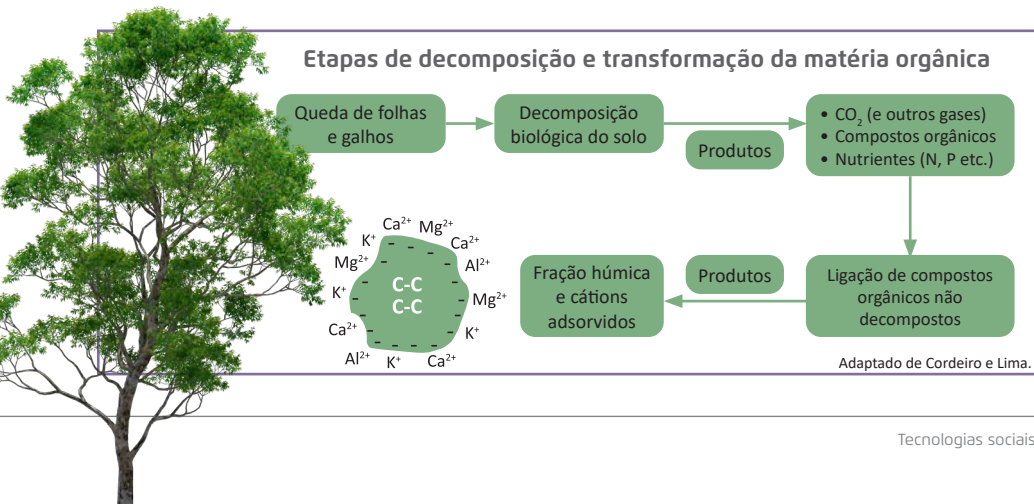 Etapas de decomposição e transformação da matéria orgânica
Queda de folhas
e galhos
Decomposição
biológica do solo
Produtos
• CO₂ (e outros gases)
• Compostos orgânicos
• Nutrientes (N, P etc.)
Ligação de compostos
orgânicos não
decompostos
Produtos
Fração húmica
e cátions
adsorvidos
Ca²⁺
Mg²⁺
K⁺
Ca²⁺
Mg²⁺
Al²⁺
C-C
K⁺
Mg²⁺
C-C
Ca²⁺
K⁺
Al²⁺
K⁺
Ca²⁺
Adaptado de Cordeiro e Lima.
Tecnologias sociais